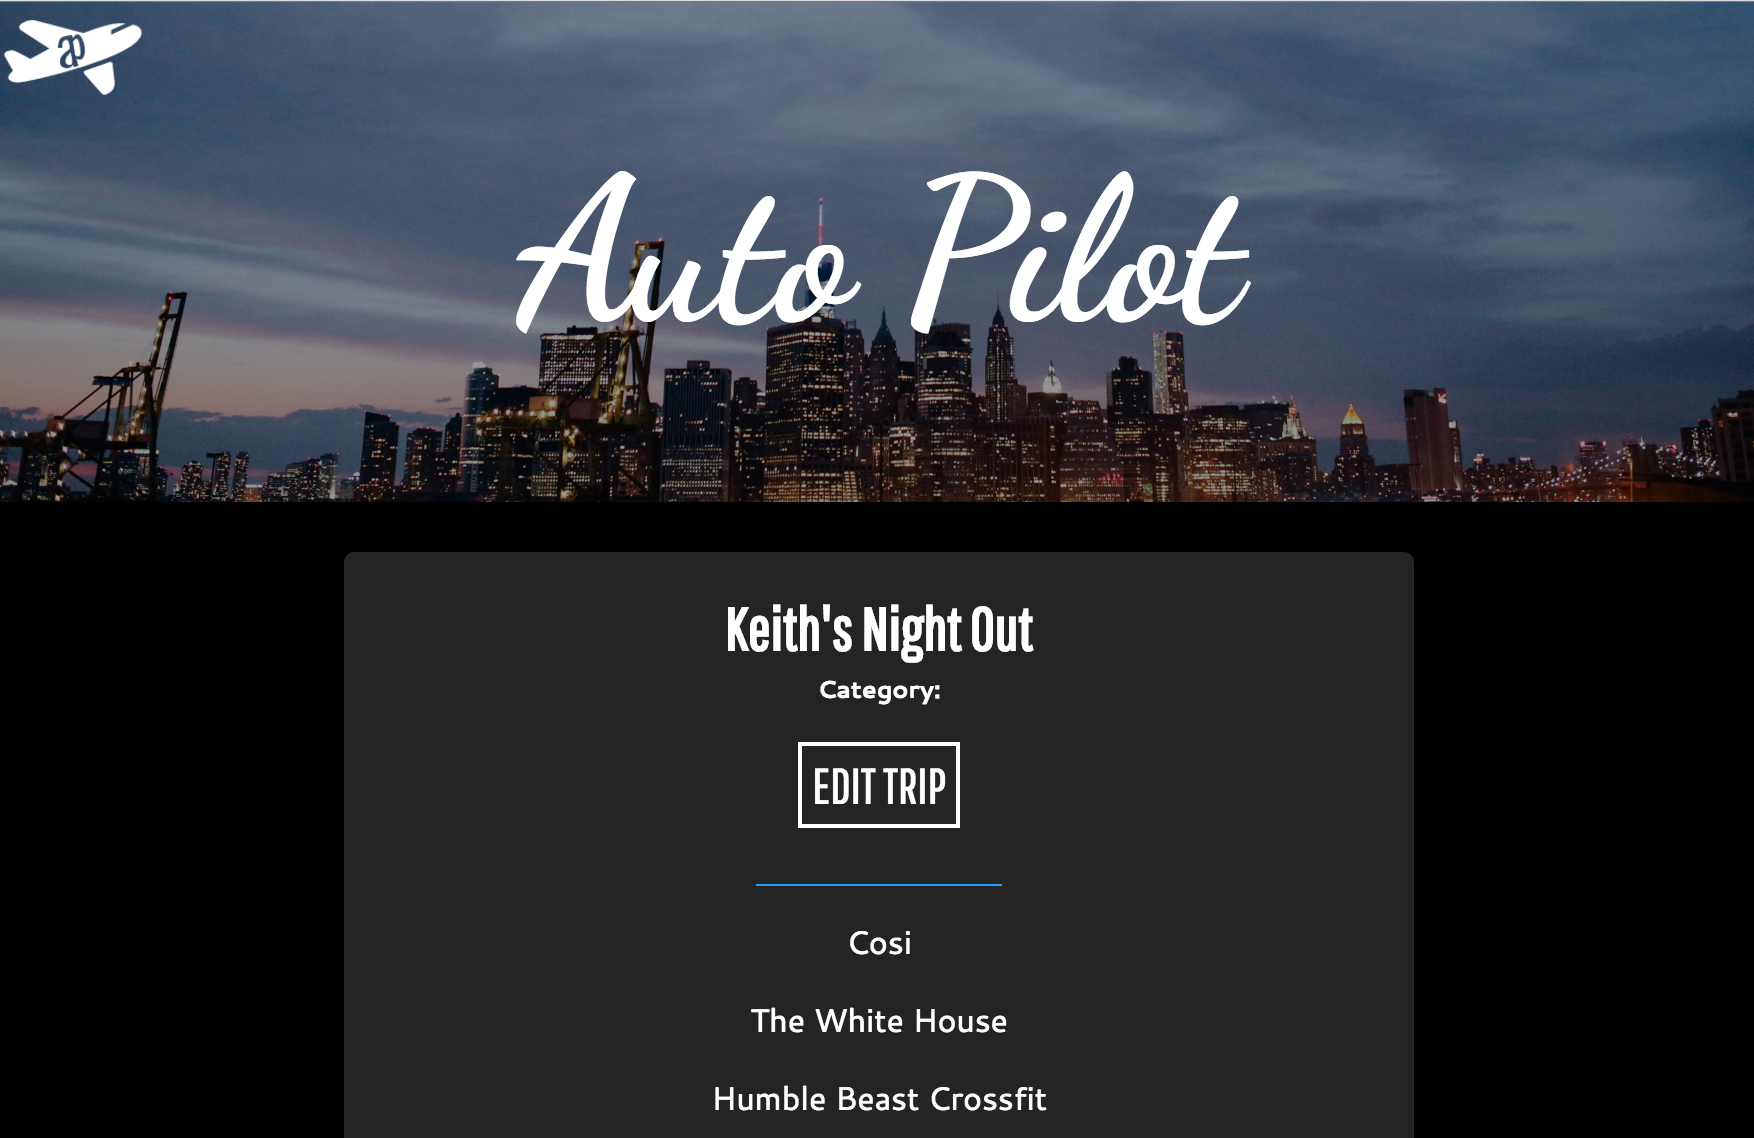 ap
Auto Pilot
Keith's Night Out
Category:
EDIT TRIP
Cosi
The White House
Humble Beast Crossfit